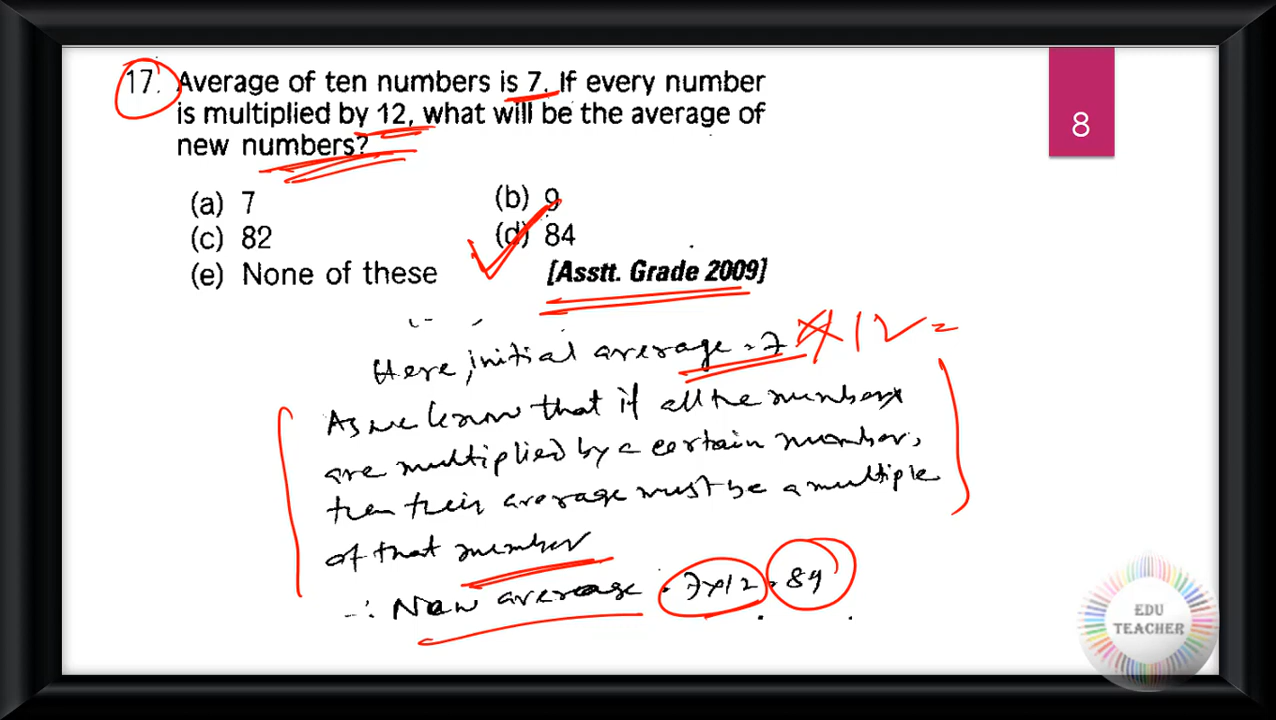 17. Average of ten numbers is 7. If every number
is multiplied by 12, what will be the average of
new numbers?
(a) 7 (b) 9
(c) 82 (d) 84
(e) None of these [Asstt. Grade 2009]
8
Here, initial average = 7 × 12 =
As we know that if all the numbers
are multiplied by a certain number,
then their average must be a multiple
of that number
∴ New average = 7×12 = 84
EDU
TEACHER